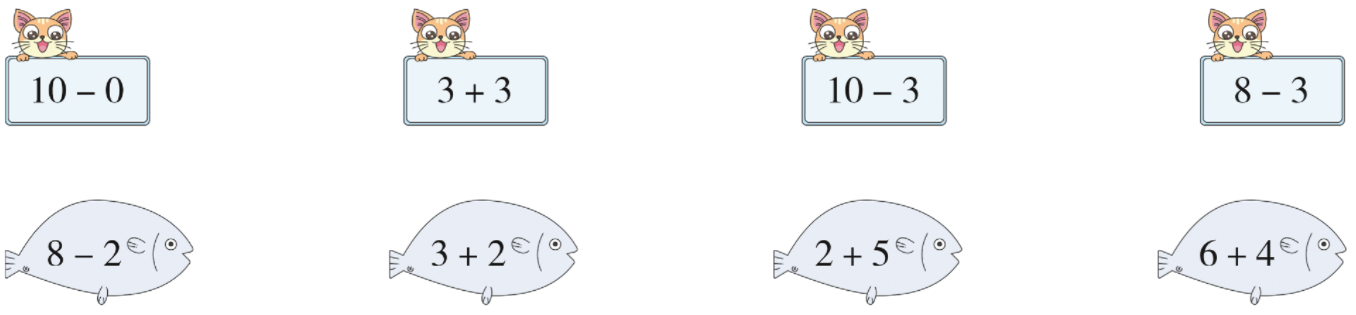 10 – 0
3 + 3
10 – 3
8 – 3
8 – 2
3 + 2
2 + 5
6 + 4